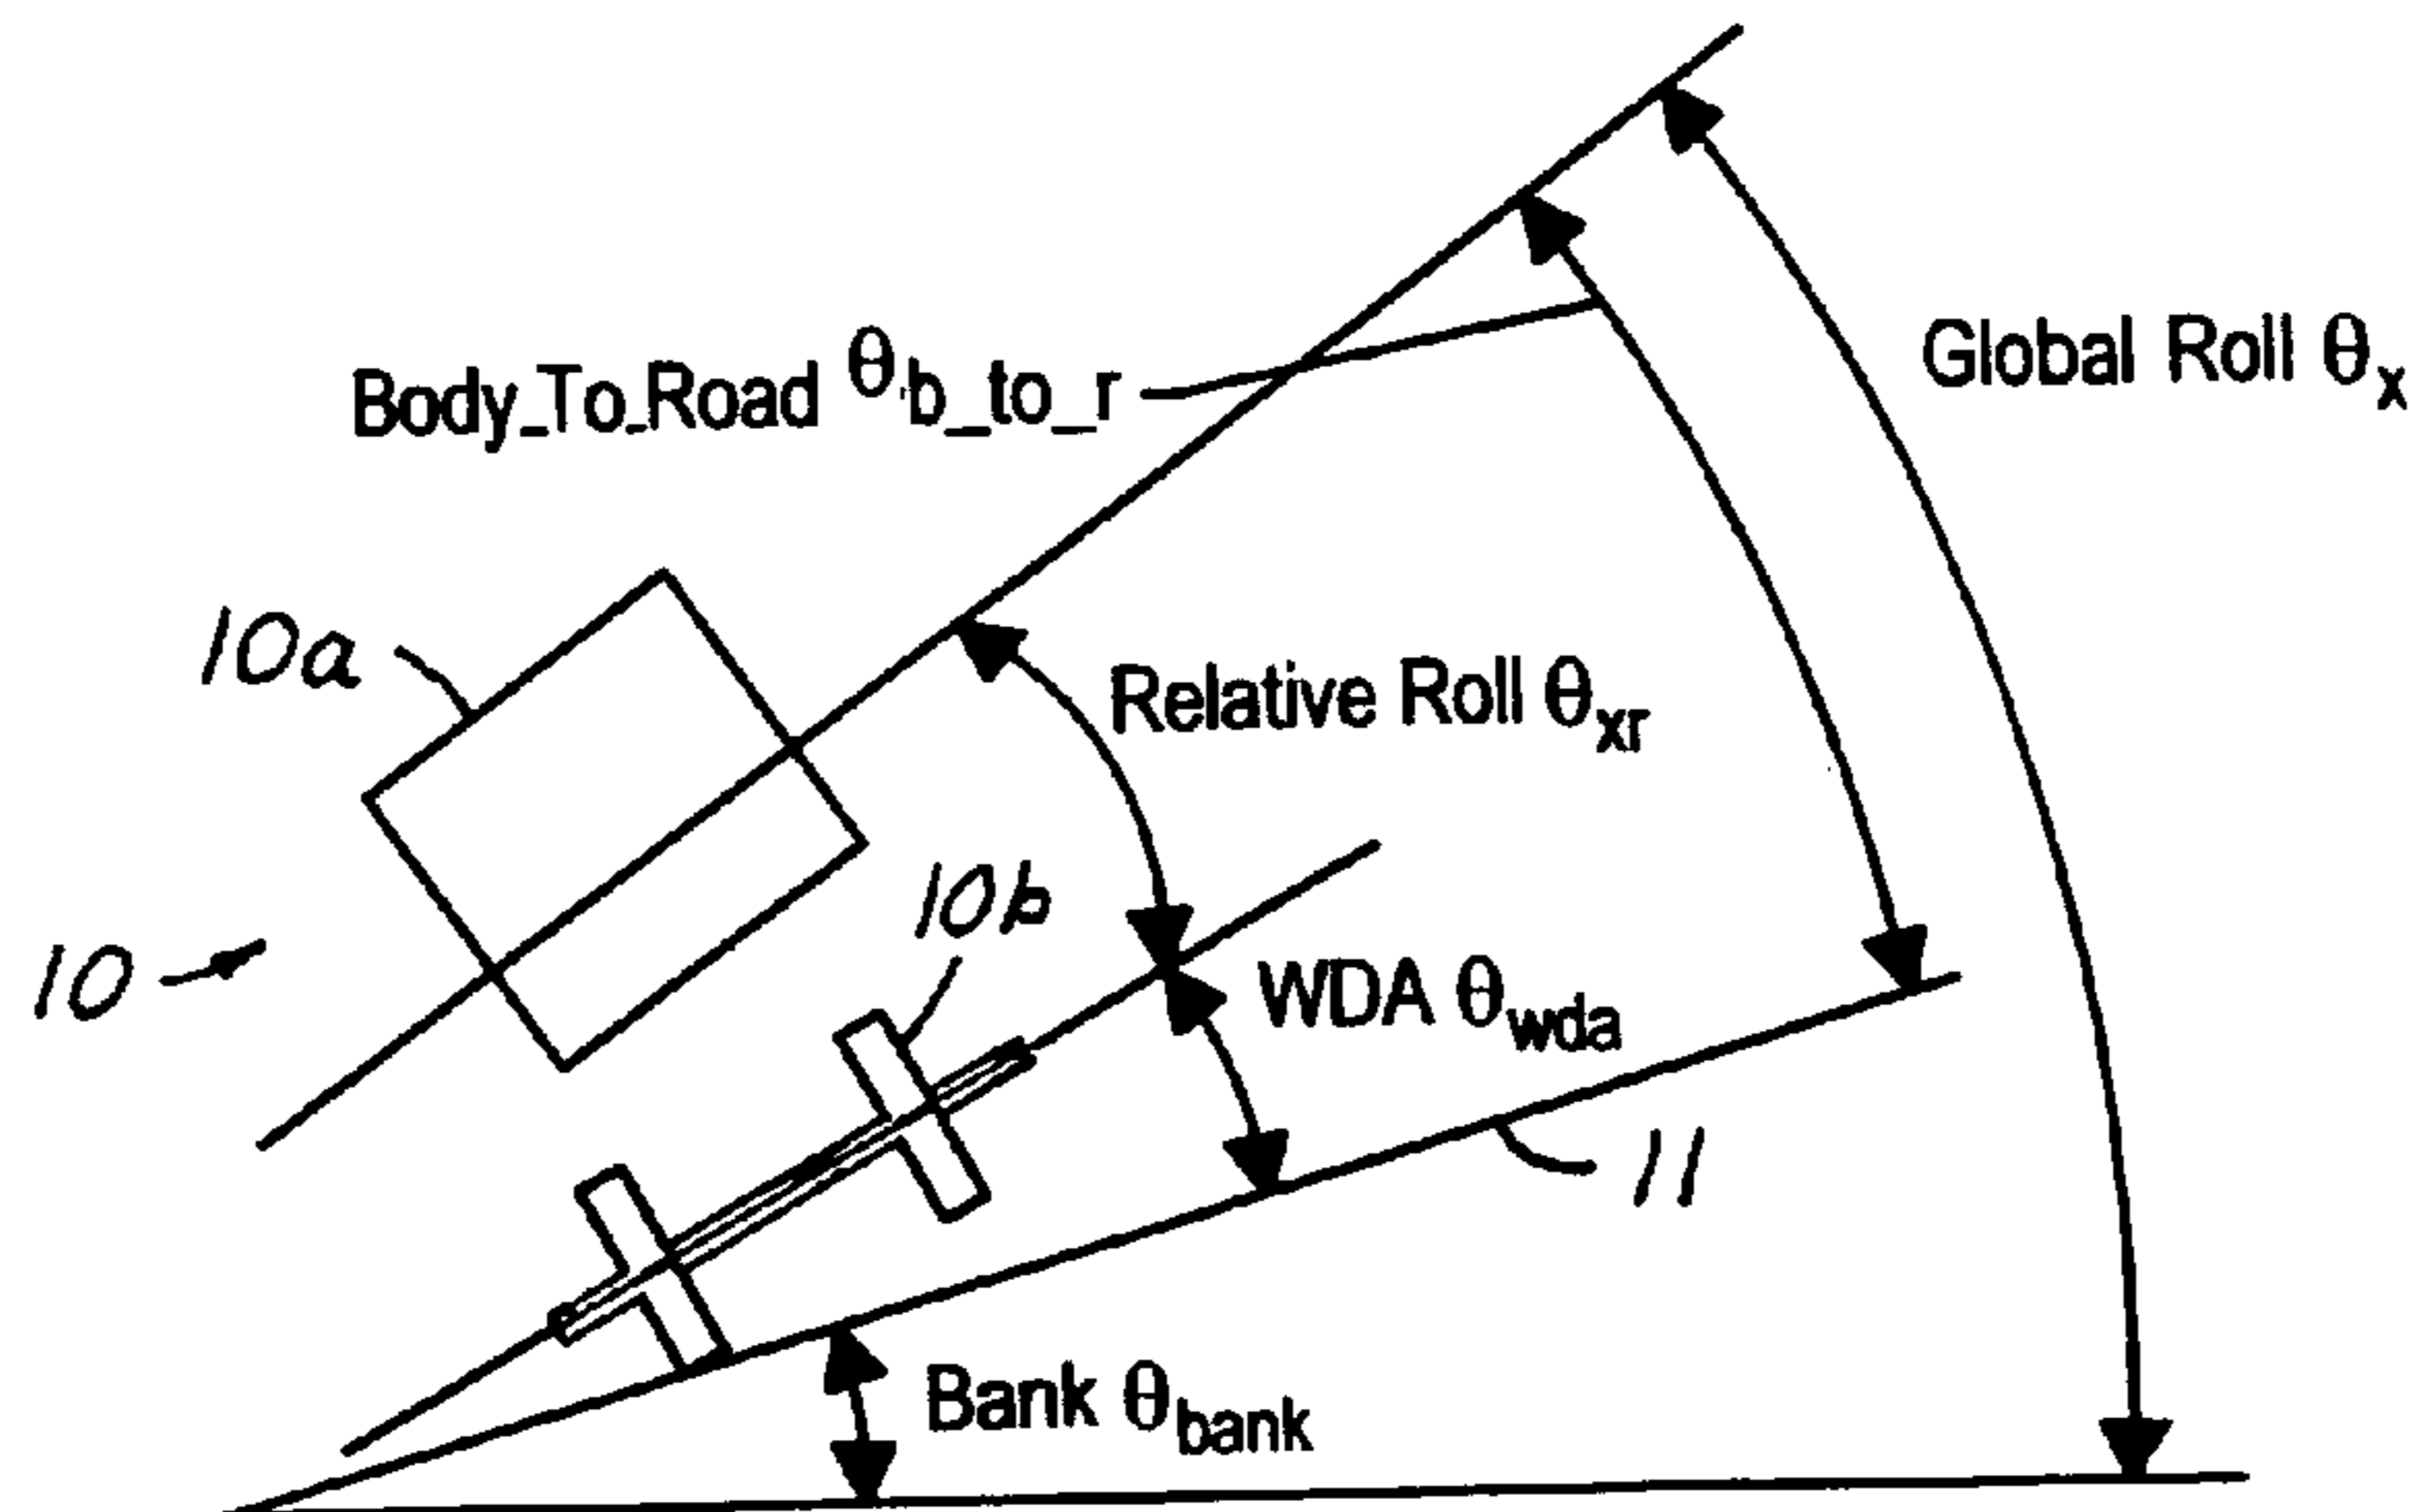 Global Roll θx
Body_To_Road θb_to_r
10a
Relative Roll θxr
10b
10
WDA θwda
11
Bank θbank